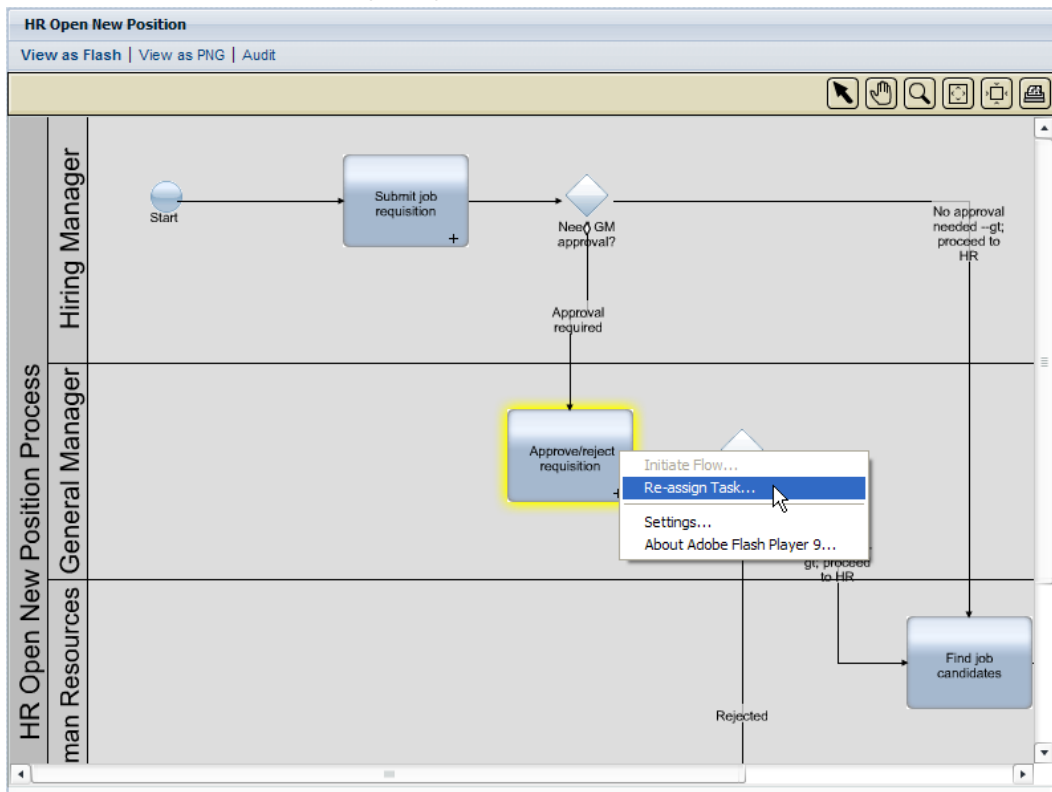 HR Open New Position
View as Flash | View as PNG | Audit
HR Open New Position Process
Hiring Manager
Start
Submit job
requisition
+
Need GM
approval?
No approval
needed --gt;
proceed to
HR
Approval
required
General Manager
Approve/reject
requisition
Initiate Flow...
Re-assign Task...
Settings...
About Adobe Flash Player 9...
gt; proceed
to HR
man Resources
Find job
candidates
Rejected